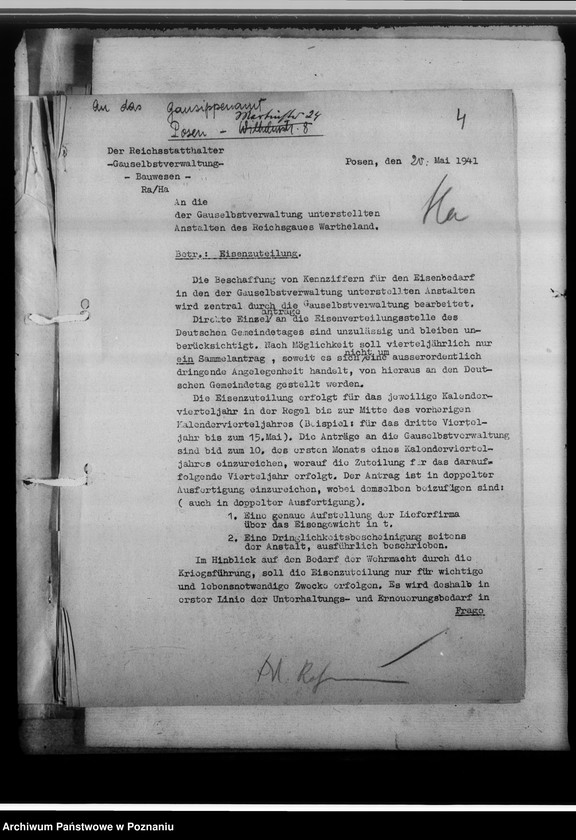 An das Gausippenamt
Martinstr 24
Posen - Wilhelmstr. 8
4
Der Reichsstatthalter
-Gauselbstverwaltung-
- Bauwesen -
Ra/Ha
Posen, den 20. Mai 1941
An die
der Gauselbstverwaltung unterstellten
Anstalten des Reichsgaues Wartheland.
Betr.: Eisenzuteilung.
Die Beschaffung von Kennziffern für den Eisenbedarf
in den der Gauselbstverwaltung unterstellten Anstalten
wird zentral durch die Gauselbstverwaltung bearbeitet.
anträge
Direkte Einzel/an die Eisenverteilungsstelle des
Deutschen Gemeindetages sind unzulässig und bleiben un-
berücksichtigt. Nach Möglichkeit soll vierteljährlich nur
nicht um
ein Sammelantrag , soweit es sich/eine ausserordentlich
dringende Angelegenheit handelt, von hieraus an den Deut-
schen Gemeindetag gestellt werden.
Die Eisenzuteilung erfolgt für das jeweilige Kalender-
vierteljahr in der Regel bis zur Mitte des vorherigen
Kalendervierteljahres (Beispiel: für das dritte Viertel-
jahr bis zum 15.Mai). Die Anträge an die Gauselbstverwaltung
sind bis zum 10. des ersten Monats eines Kalenderviertel-
jahres einzureichen, worauf die Zuteilung für das darauf-
folgende Vierteljahr erfolgt. Der Antrag ist in doppelter
Ausfertigung einzureichen, wobei demselben beizufügen sind:
( auch in doppelter Ausfertigung).
1. Eine genaue Aufstellung der Lieferfirma
über das Eisengewicht in t.
2. Eine Dringlichkeitsbescheinigung seitens
der Anstalt, ausführlich beschrieben.
Im Hinblick auf den Bedarf der Wehrmacht durch die
Kriegsführung, soll die Eisenzuteilung nur für wichtige
und lebensnotwendige Zwecke erfolgen. Es wird deshalb in
erster Linie der Unterhaltungs- und Erneuerungsbedarf in
Frage
Archiwum Państwowe w Poznaniu